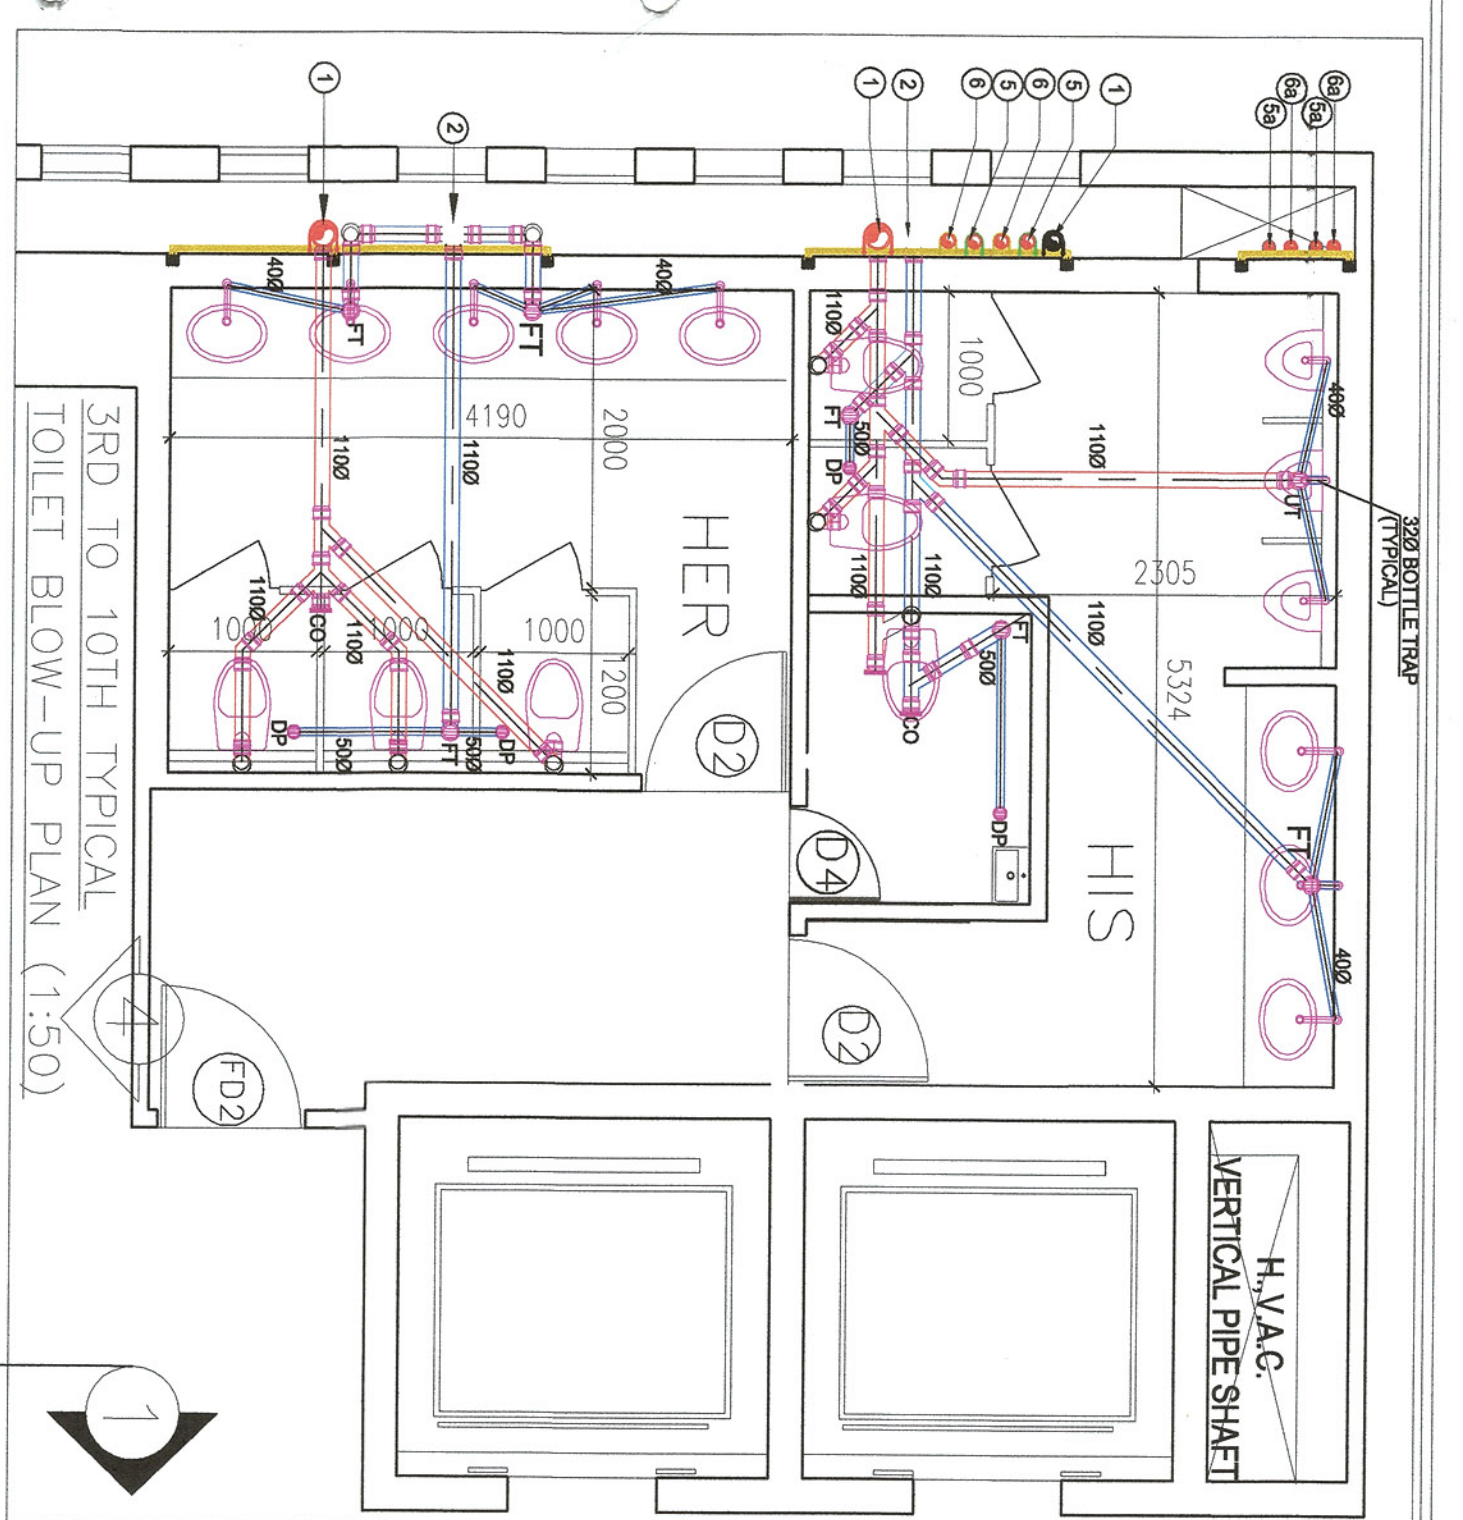 3RD TO 10TH TYPICAL
TOILET BLOW-UP PLAN (1:50)
1
2
1
2
6
5
6
5
1
5a
6a
5a
6a
40Ø
40Ø
FT
FT
4190
2000
110Ø
110Ø
HER
110Ø
CO
110Ø
110Ø
1000
1000
1000
1200
DP
50Ø
FT
50Ø
DP
D2
110Ø
1000
FT
50Ø
DP
110Ø
110Ø
110Ø
40Ø
UT
32Ø BOTTLE TRAP
(TYPICAL)
2305
110Ø
5324
FT
50Ø
CO
DP
D4
HIS
FT
40Ø
D2
4
FD2
1
H.,V.A.C.
VERTICAL PIPE SHAFT